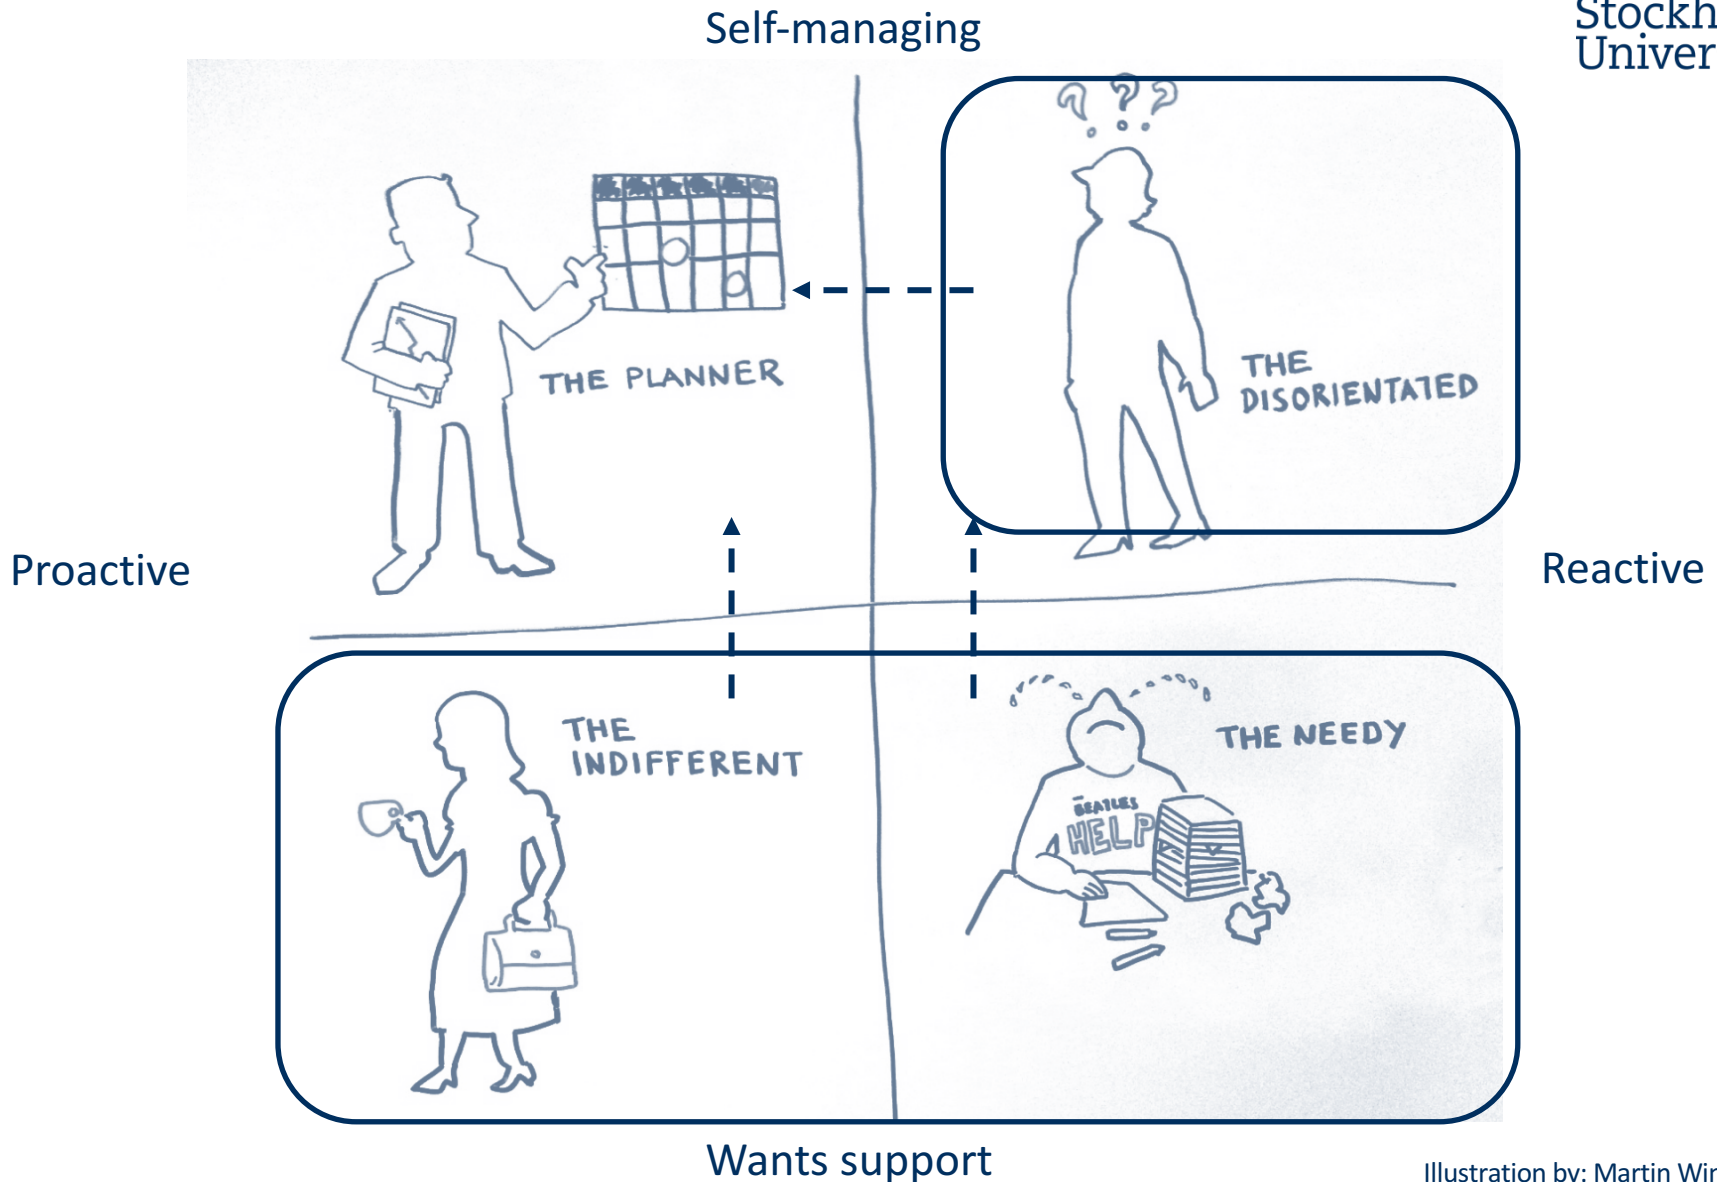 Self-managing
Stockh
Univer
THE PLANNER
THE
DISORIENTATED
Proactive
Reactive
THE
INDIFFERENT
THE NEEDY
BEATLES
HELP
Wants support
Illustration by: Martin Win